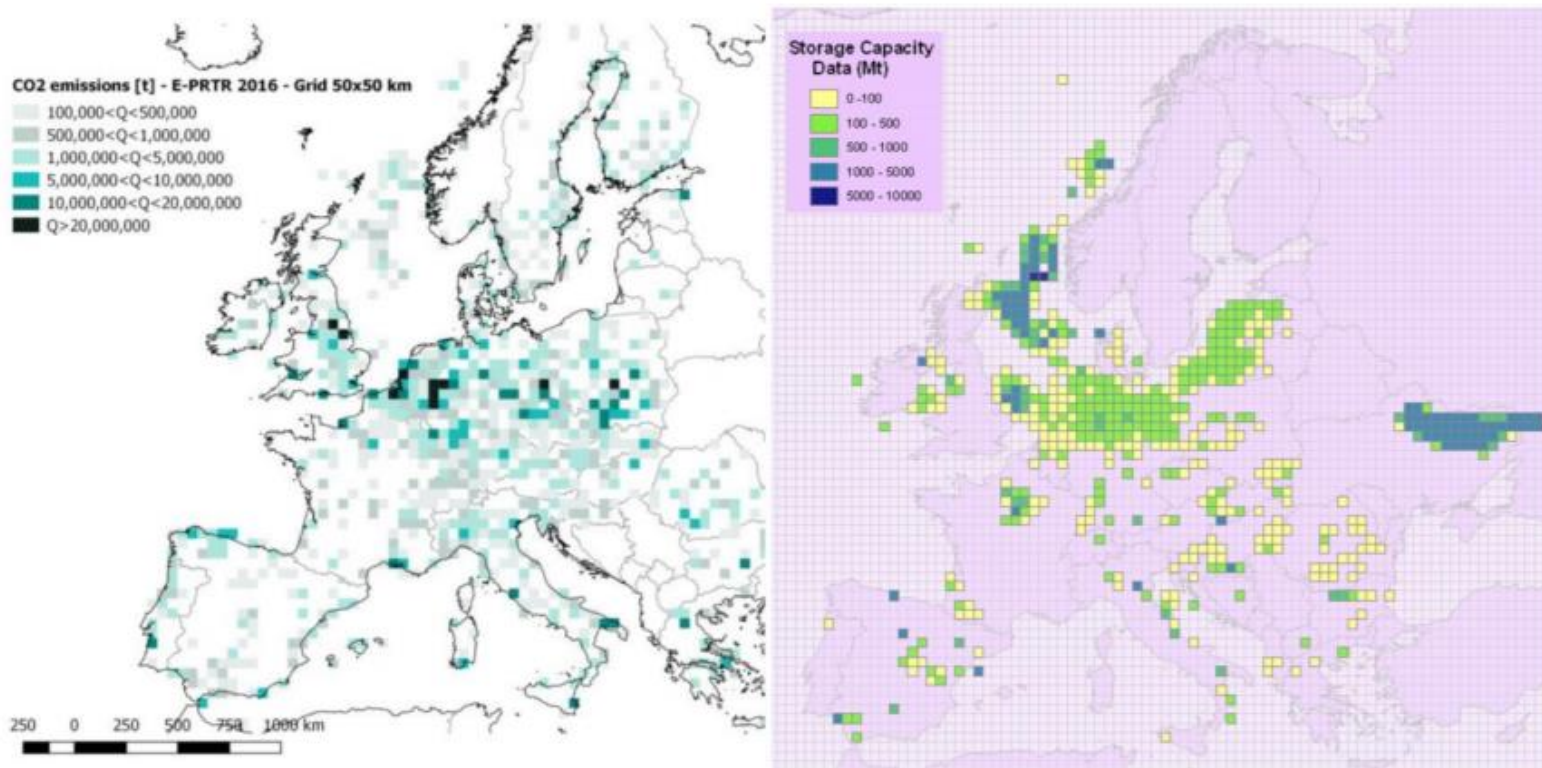 CO2 emissions [t] - E-PRTR 2016 - Grid 50x50 km
100,000<Q<500,000
500,000<Q<1,000,000
1,000,000<Q<5,000,000
5,000,000<Q<10,000,000
10,000,000<Q<20,000,000
Q>20,000,000
250 0 250 500 750 1000 km
Storage Capacity
Data (Mt)
0 -100
100 - 500
500 - 1000
1000 - 5000
5000 - 10000